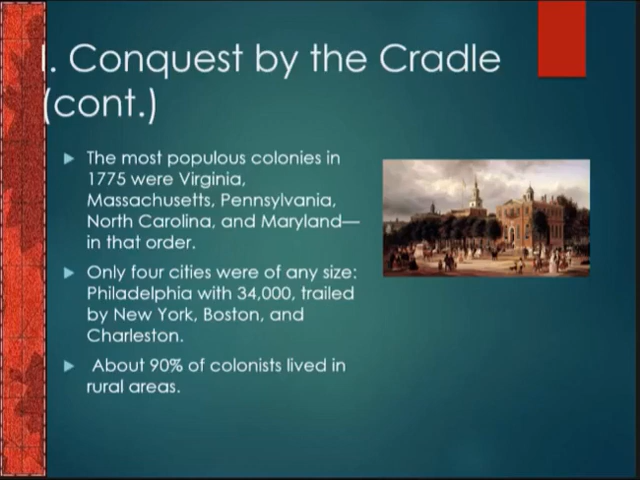 I. Conquest by the Cradle
(cont.)
The most populous colonies in
1775 were Virginia,
Massachusetts, Pennsylvania,
North Carolina, and Maryland—
in that order.
Only four cities were of any size:
Philadelphia with 34,000, trailed
by New York, Boston, and
Charleston.
About 90% of colonists lived in
rural areas.